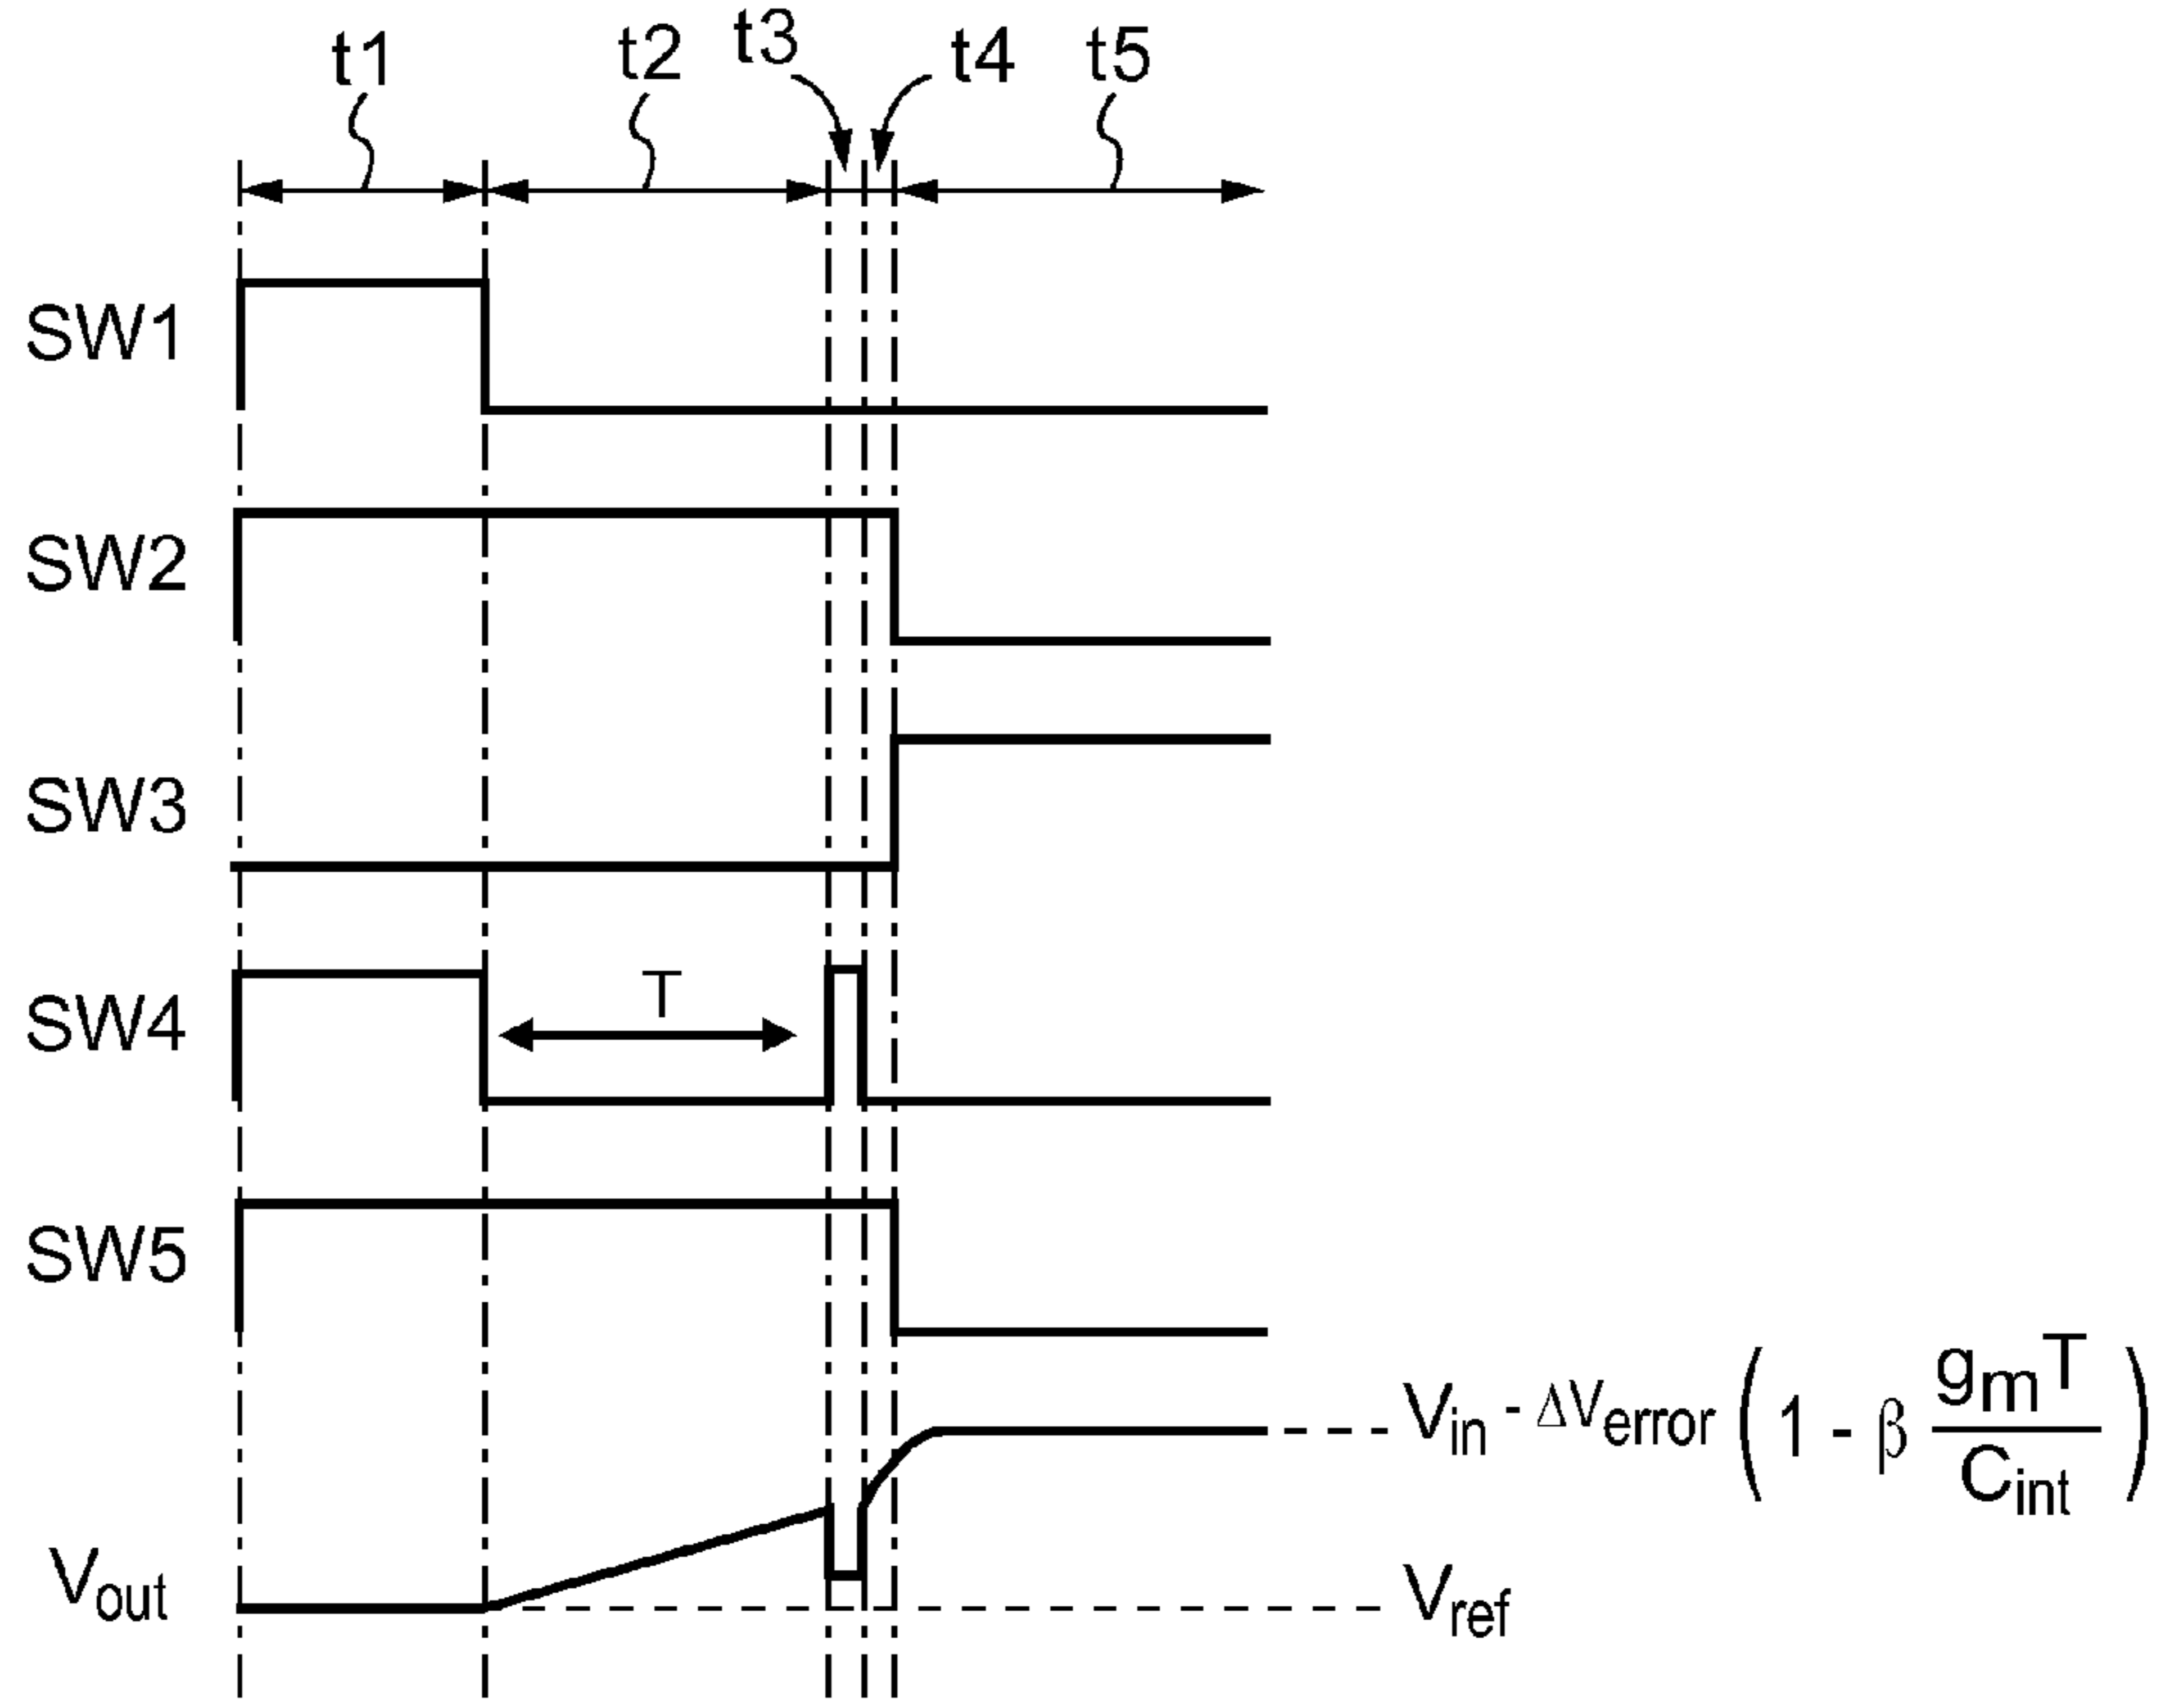 t1 t2 t3 t4 t5
SW1
SW2
SW3
SW4
T
SW5
Vin - ΔVerror ( 1 - β gmT / Cint )
Vout
Vref